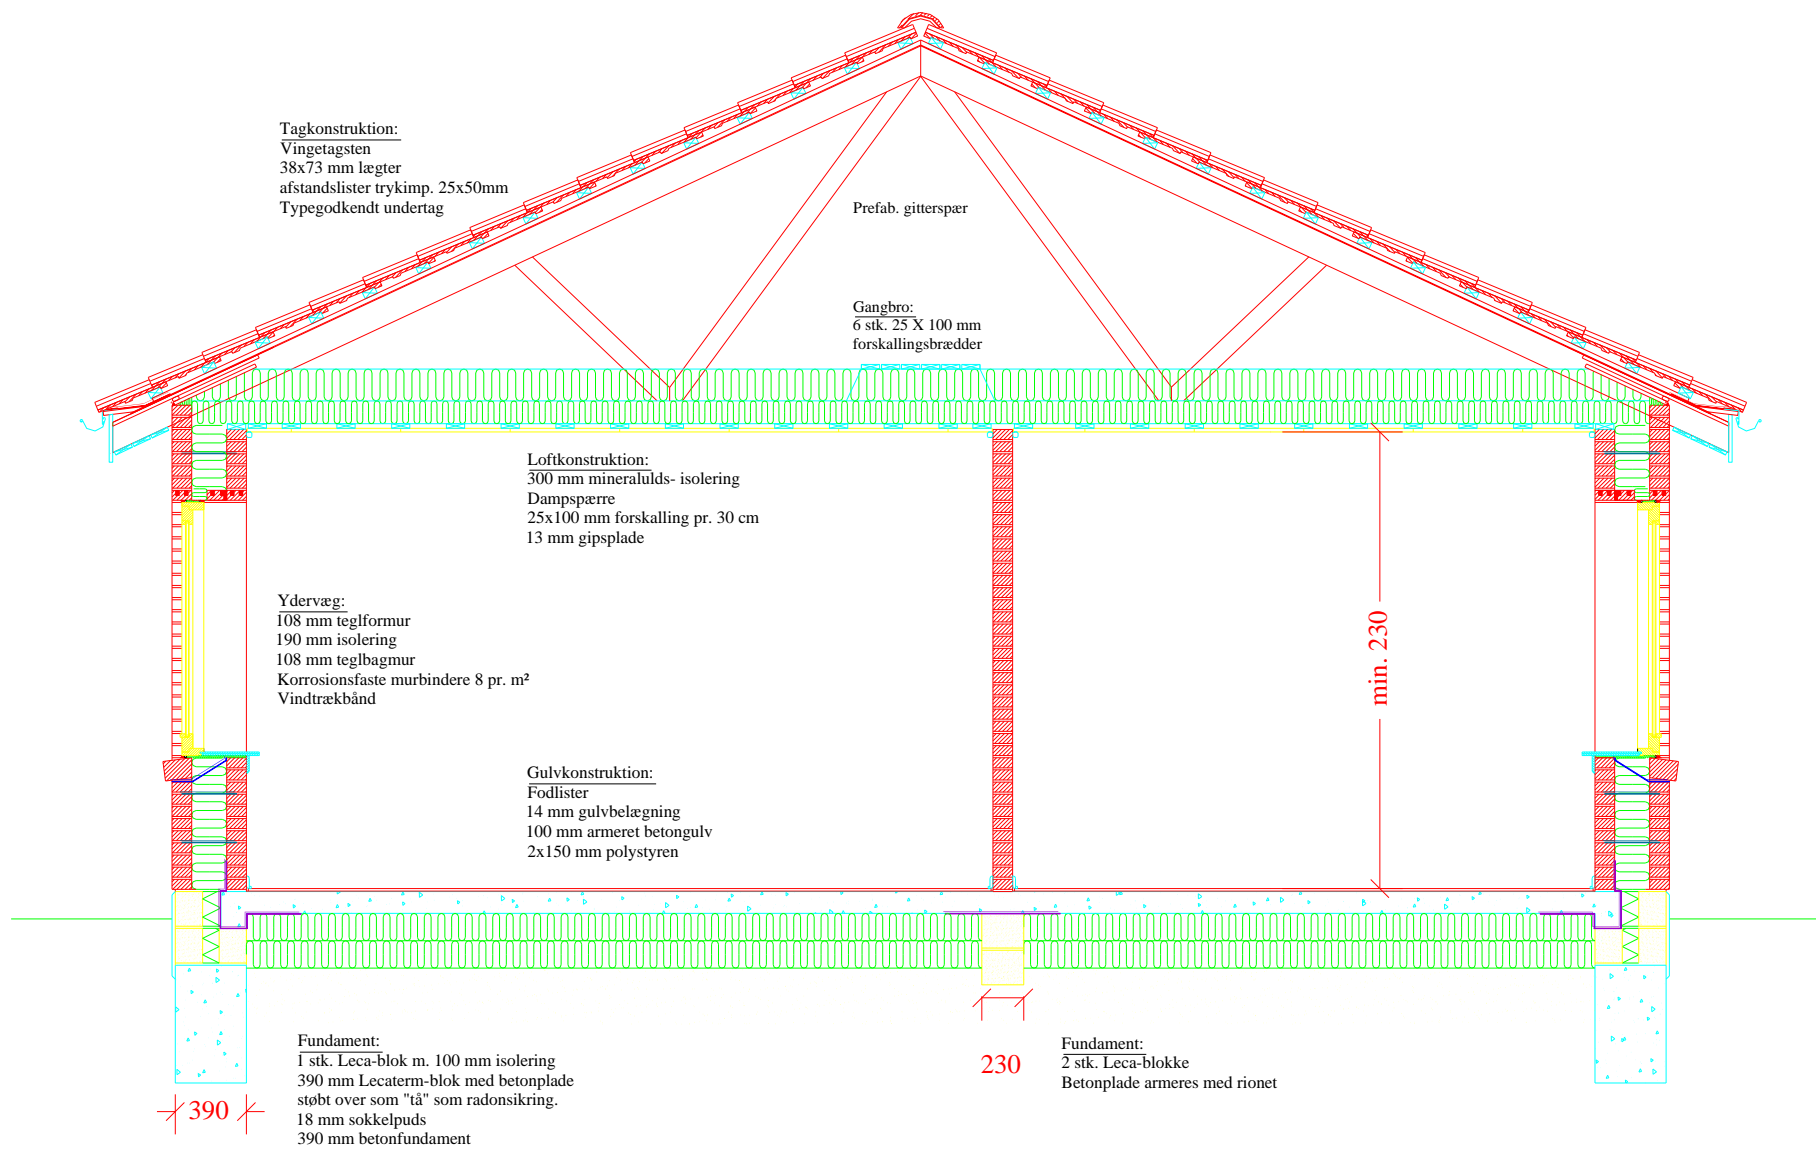 Tagkonstruktion:
Vingetagsten
38x73 mm lægter
afstandslister trykimp. 25x50mm
Typegodkendt undertag
Prefab. gitterspær
Gangbro:
6 stk. 25 X 100 mm
forskallingsbrædder
Loftkonstruktion:
300 mm mineralulds- isolering
Dampspærre
25x100 mm forskalling pr. 30 cm
13 mm gipsplade
Ydervæg:
108 mm teglformur
190 mm isolering
108 mm teglbagmur
Korrosionsfaste murbindere 8 pr. m²
Vindtrækbånd
min. 230
Gulvkonstruktion:
Fodlister
14 mm gulvbelægning
100 mm armeret betongulv
2x150 mm polystyren
Fundament:
1 stk. Leca-blok m. 100 mm isolering
390 mm Lecaterm-blok med betonplade
støbt over som "tå" som radonsikring.
18 mm sokkelpuds
390 mm betonfundament
390
230
Fundament:
2 stk. Leca-blokke
Betonplade armeres med rionet